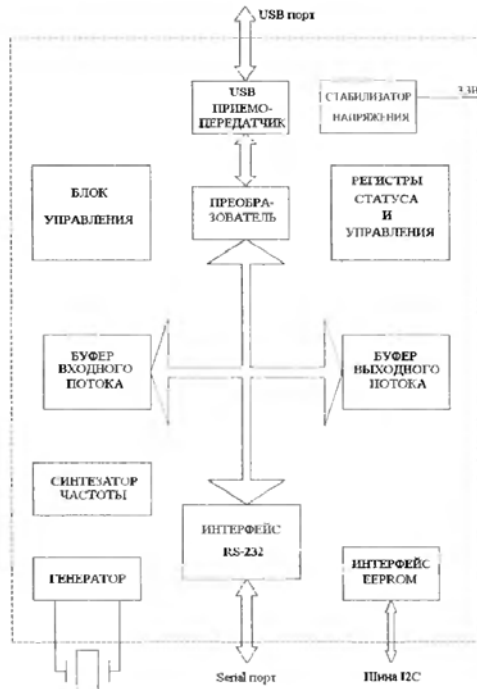 USB порт
USB
ПРИЕМО-
ПЕРЕДАТЧИК
СТАБИЛИЗАТОР
НАПРЯЖЕНИЯ
БЛОК
УПРАВЛЕНИЯ
ПРЕОБРА-
ЗОВАТЕЛЬ
РЕГИСТРЫ
СТАТУСА
И
УПРАВЛЕНИЯ
БУФЕР
ВХОДНОГО
ПОТОКА
БУФЕР
ВЫХОДНОГО
ПОТОКА
СИНТЕЗАТОР
ЧАСТОТЫ
ИНТЕРФЕЙС
RS-232
ГЕНЕРАТОР
ИНТЕРФЕЙС
EEPROM
Serial порт
Шина I2C